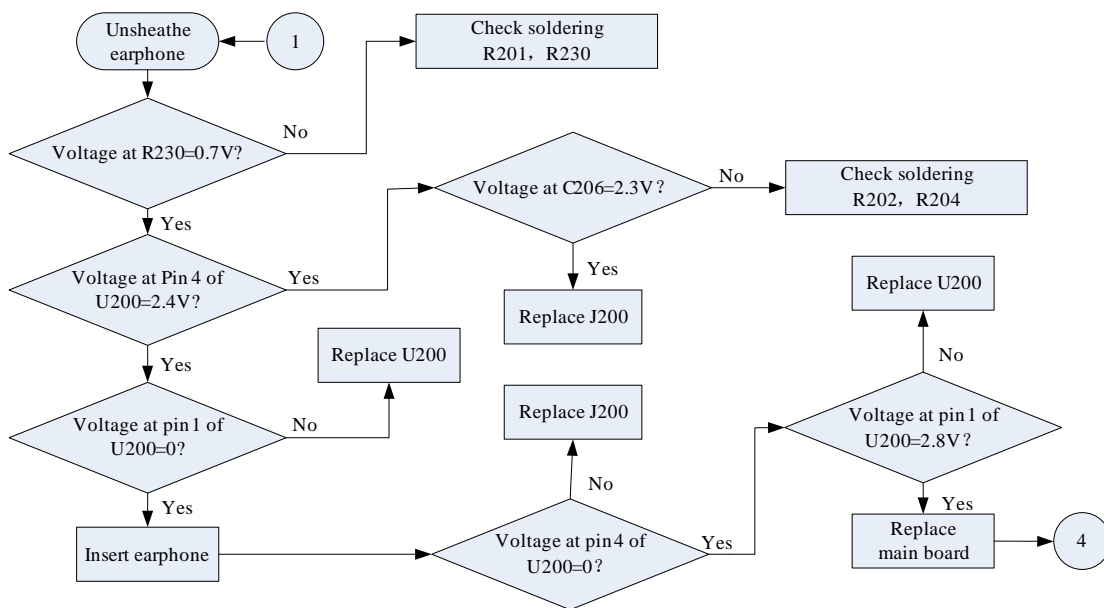 Unsheathe
earphone
1
Check soldering
R201，R230
Voltage at R230=0.7V?
No
Yes
Voltage at C206=2.3V?
No
Check soldering
R202，R204
Voltage at Pin 4 of
U200=2.4V?
Yes
Yes
Replace J200
Replace U200
Yes
Replace U200
No
Voltage at pin 1 of
U200=0?
No
Replace J200
Voltage at pin 1 of
U200=2.8V?
Yes
No
Yes
Insert earphone
Voltage at pin 4 of
U200=0?
Yes
Replace
main board
4